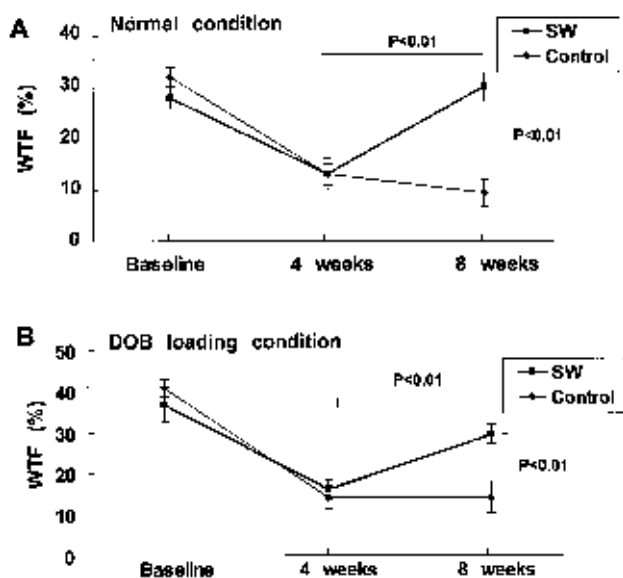 A
Normal condition
P<0.01
SW
Control
WTF (%)
40
30
20
10
0
P<0.01
Baseline
4 weeks
8 weeks
B
DOB loading condition
P<0.01
SW
Control
WTF (%)
50
40
30
20
10
0
P<0.01
Baseline
4 weeks
8 weeks